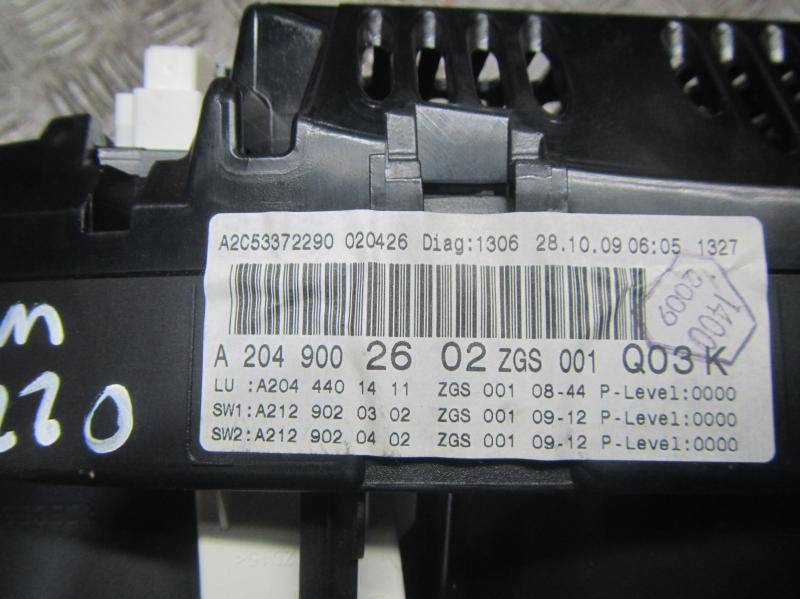 A2C53372290 020426 Diag:1306 28.10.09 06:05 1327
1400
2009
A 204 900 26 02 ZGS 001 Q03 K
LU :A204 440 14 11 ZGS 001 08-44 P-Level:0000
SW1:A212 902 03 02 ZGS 001 09-12 P-Level:0000
SW2:A212 902 04 02 ZGS 001 09-12 P-Level:0000